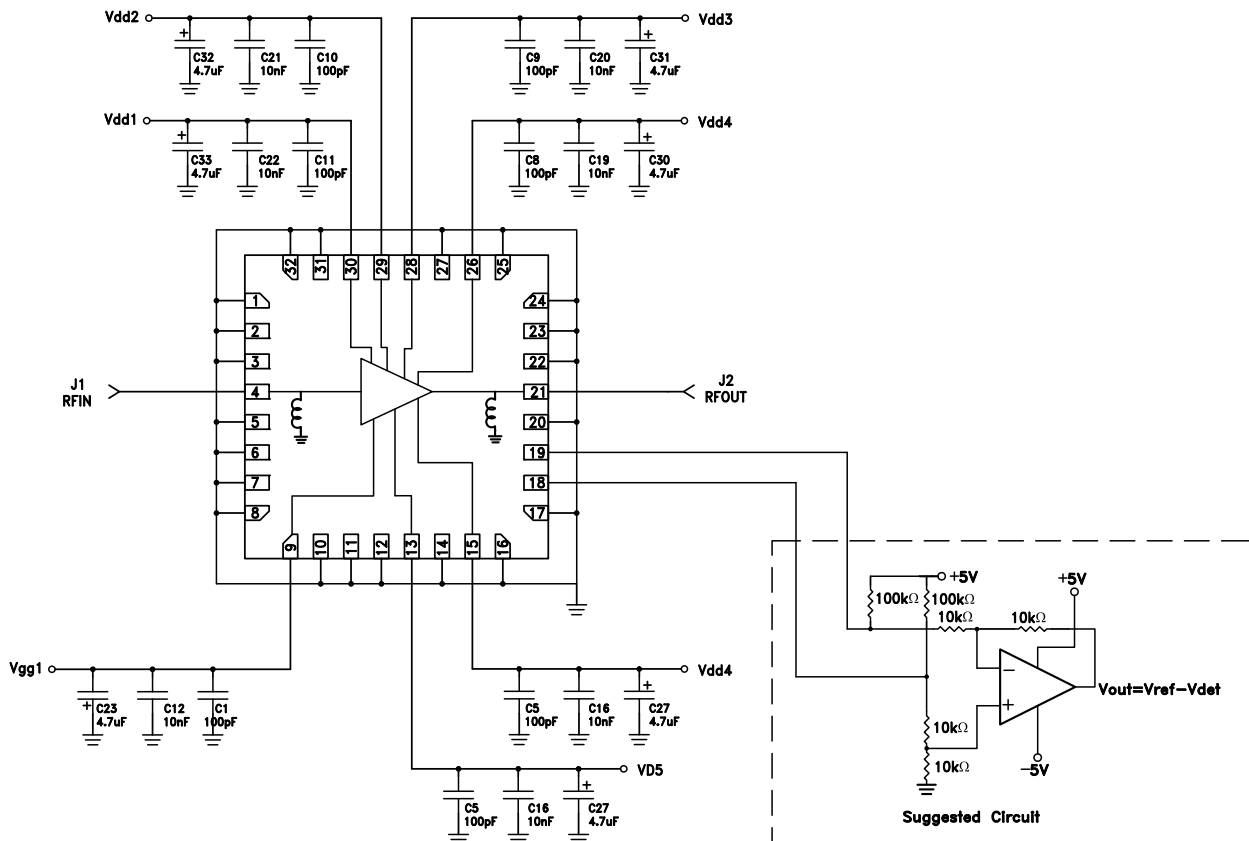 Vdd2
C32
4.7uF
+
C21
10nF
C10
100pF
C9
100pF
C20
10nF
C31
4.7uF
+
Vdd3
Vdd1
C33
4.7uF
+
C22
10nF
C11
100pF
C8
100pF
C19
10nF
C30
4.7uF
+
Vdd4
32
31
30
29
28
27
26
25
1
2
3
4
5
6
7
8
24
23
22
21
20
19
18
17
J1
RFIN
J2
RFOUT
9
10
11
12
13
14
15
16
Vgg1
C23
4.7uF
+
C12
10nF
C1
100pF
C5
100pF
C16
10nF
C27
4.7uF
+
Vdd4
C5
100pF
C16
10nF
C27
4.7uF
+
VD5
+5V
+5V
100kΩ
100kΩ
10kΩ
10kΩ
−
+
Vout=Vref-Vdet
10kΩ
10kΩ
-5V
Suggested Circuit